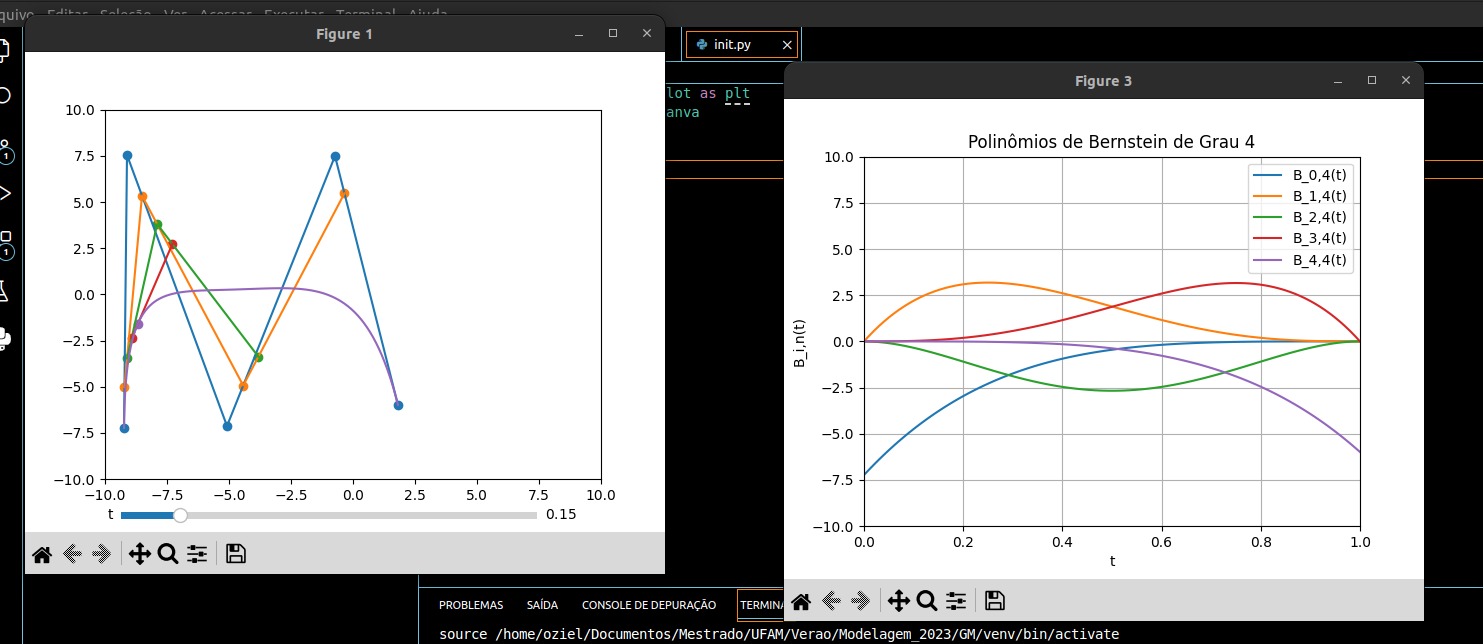 quivo Editas Seleção Ver Acessar Executas Terminal Ajuda
Figure 1
init.py
lot as plt
anva
10.0
7.5
5.0
2.5
0.0
−2.5
−5.0
−7.5
−10.0
−10.0 −7.5 −5.0 −2.5 0.0 2.5 5.0 7.5 10.0
t 0.15
1
1
Figure 3
Polinômios de Bernstein de Grau 4
B_0,4(t)
B_1,4(t)
B_2,4(t)
B_3,4(t)
B_4,4(t)
B_i,n(t)
10.0
7.5
5.0
2.5
0.0
−2.5
−5.0
−7.5
−10.0
0.0 0.2 0.4 0.6 0.8 1.0
t
PROBLEMAS SAÍDA CONSOLE DE DEPURAÇÃO TERMINA
source /home/oziel/Documentos/Mestrado/UFAM/Verao/Modelagem_2023/GM/venv/bin/activate